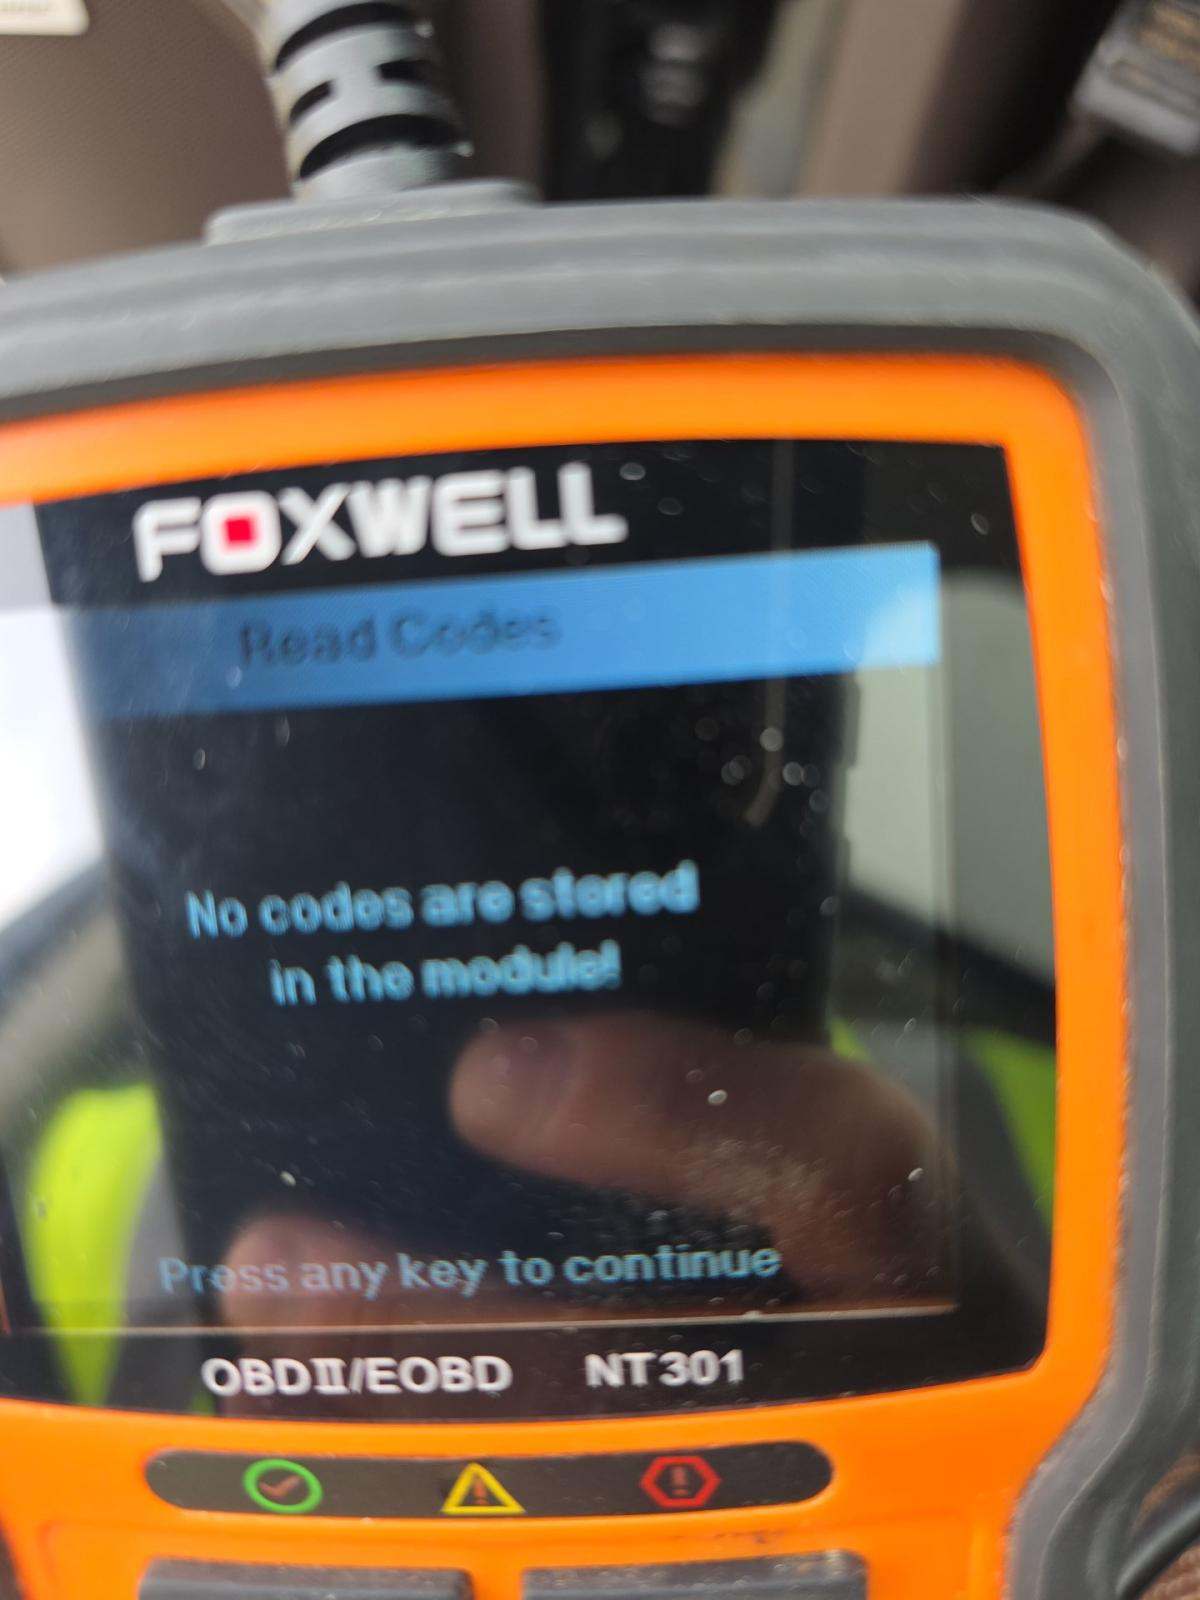 FOXWELL
Read Codes
No codes are stored
in the module!
Press any key to continue
OBDII/EOBD NT301